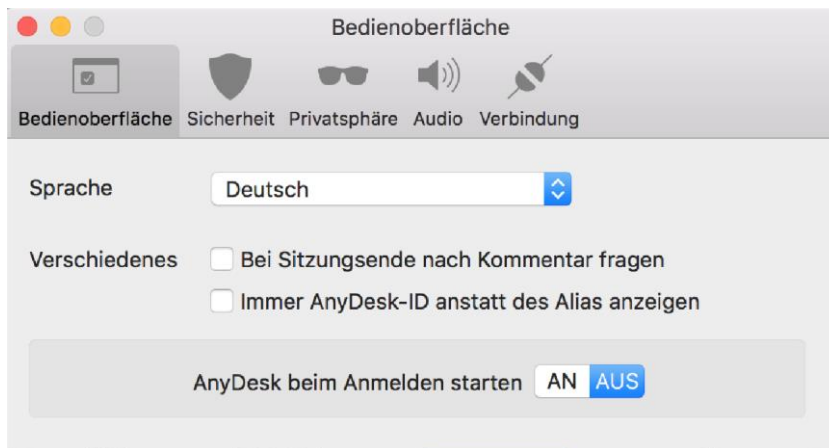 Bedienoberfläche
Bedienoberfläche Sicherheit Privatsphäre Audio Verbindung
Sprache Deutsch
Verschiedenes Bei Sitzungsende nach Kommentar fragen
Immer AnyDesk-ID anstatt des Alias anzeigen
AnyDesk beim Anmelden starten AN AUS